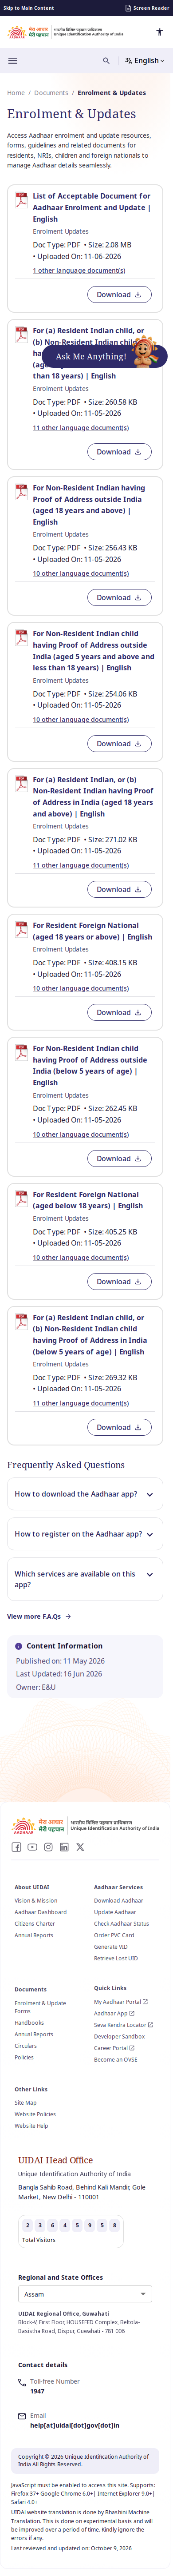 Skip to Main Content
Screen Reader
मेरा आधार
मेरी पहचान
AADHAAR
भारतीय विशिष्ट पहचान प्राधिकरण
Unique Identification Authority of India
English
Home / Documents / Enrolment & Updates
Enrolment & Updates
Access Aadhaar enrolment and update resources,
forms, guidelines and related documents for
residents, NRIs, children and foreign nationals to
manage Aadhaar details seamlessly.
List of Acceptable Document for
Aadhaar Enrolment and Update |
English
Enrolment Updates
Doc Type: PDF • Size: 2.08 MB
• Uploaded On: 11-05-2026
1 other language document(s)
Download
For (a) Resident Indian child, or
(b) Non-Resident Indian child
than 18 years) | English
Ask Me Anything!
Enrolment Updates
Doc Type: PDF • Size: 260.58 KB
• Uploaded On: 11-05-2026
11 other language document(s)
Download
For Non-Resident Indian having
Proof of Address outside India
(aged 18 years and above) |
English
Enrolment Updates
Doc Type: PDF • Size: 256.43 KB
• Uploaded On: 11-05-2026
10 other language document(s)
Download
For Non-Resident Indian child
having Proof of Address outside
India (aged 5 years and above and
less than 18 years) | English
Enrolment Updates
Doc Type: PDF • Size: 254.06 KB
• Uploaded On: 11-05-2026
10 other language document(s)
Download
For (a) Resident Indian, or (b)
Non-Resident Indian having Proof
of Address in India (aged 18 years
and above) | English
Enrolment Updates
Doc Type: PDF • Size: 271.02 KB
• Uploaded On: 11-05-2026
11 other language document(s)
Download
For Resident Foreign National
(aged 18 years or above) | English
Enrolment Updates
Doc Type: PDF • Size: 408.15 KB
• Uploaded On: 11-05-2026
10 other language document(s)
Download
For Non-Resident Indian child
having Proof of Address outside
India (below 5 years of age) |
English
Enrolment Updates
Doc Type: PDF • Size: 262.45 KB
• Uploaded On: 11-05-2026
10 other language document(s)
Download
For Resident Foreign National
(aged below 18 years) | English
Enrolment Updates
Doc Type: PDF • Size: 405.25 KB
• Uploaded On: 11-05-2026
10 other language document(s)
Download
For (a) Resident Indian child, or
(b) Non-Resident Indian child
having Proof of Address in India
(below 5 years of age) | English
Enrolment Updates
Doc Type: PDF • Size: 269.32 KB
• Uploaded On: 11-05-2026
11 other language document(s)
Download
Frequently Asked Questions
How to download the Aadhaar app?
How to register on the Aadhaar app?
Which services are available on this
app?
View more F.A.Qs
Content Information
Published on: 11 May 2026
Last Updated: 16 Jun 2026
Owner: E&U
मेरा आधार
मेरी पहचान
AADHAAR
भारतीय विशिष्ट पहचान प्राधिकरण
Unique Identification Authority of India
About UIDAI
Vision & Mission
Aadhaar Dashboard
Citizens Charter
Annual Reports
Aadhaar Services
Download Aadhaar
Update Aadhaar
Check Aadhaar Status
Order PVC Card
Generate VID
Retrieve Lost UID
Documents
Enrolment & Update
Forms
Handbooks
Annual Reports
Circulars
Policies
Quick Links
My Aadhaar Portal
Aadhaar App
Seva Kendra Locator
Developer Sandbox
Career Portal
Become an OVSE
Other Links
Site Map
Website Policies
Website Help
UIDAI Head Office
Unique Identification Authority of India
Bangla Sahib Road, Behind Kali Mandir, Gole
Market, New Delhi - 110001
2 3 6 4 5 9 5 8
Total Visitors
Regional and State Offices
Assam
UIDAI Regional Office, Guwahati
Block-V, First Floor, HOUSEFED Complex, Beltola-
Basistha Road, Dispur, Guwahati - 781 006
Contact details
Toll-free Number
1947
Email
help[at]uidai[dot]gov[dot]in
Copyright © 2026 Unique Identification Authority of
India All Rights Reserved.
JavaScript must be enabled to access this site. Supports:
Firefox 37+ Google Chrome 6.0+| Internet Explorer 9.0+|
Safari 4.0+
UIDAI website translation is done by Bhashini Machine
Translation. This is done on experimental basis and will
be improved over a period of time. Kindly ignore the
errors if any.
Last reviewed and updated on: October 9, 2026